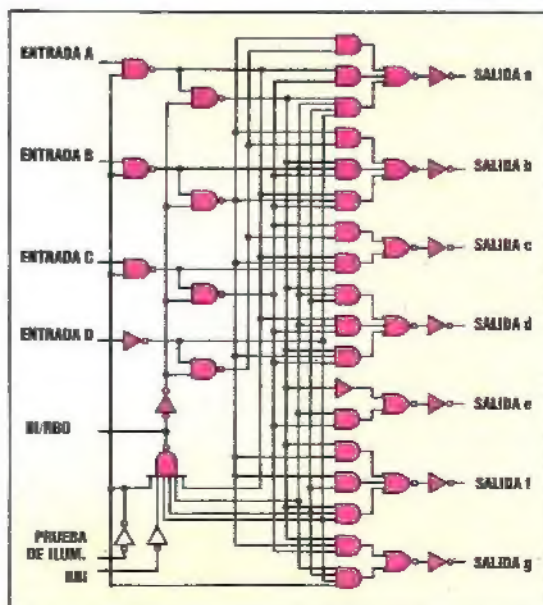 ENTRADA A
SALIDA a
ENTRADA B
SALIDA b
SALIDA c
ENTRADA C
SALIDA d
ENTRADA D
SALIDA e
BI/RBO
SALIDA f
PRUEBA
DE ILUM.
RBI
SALIDA g